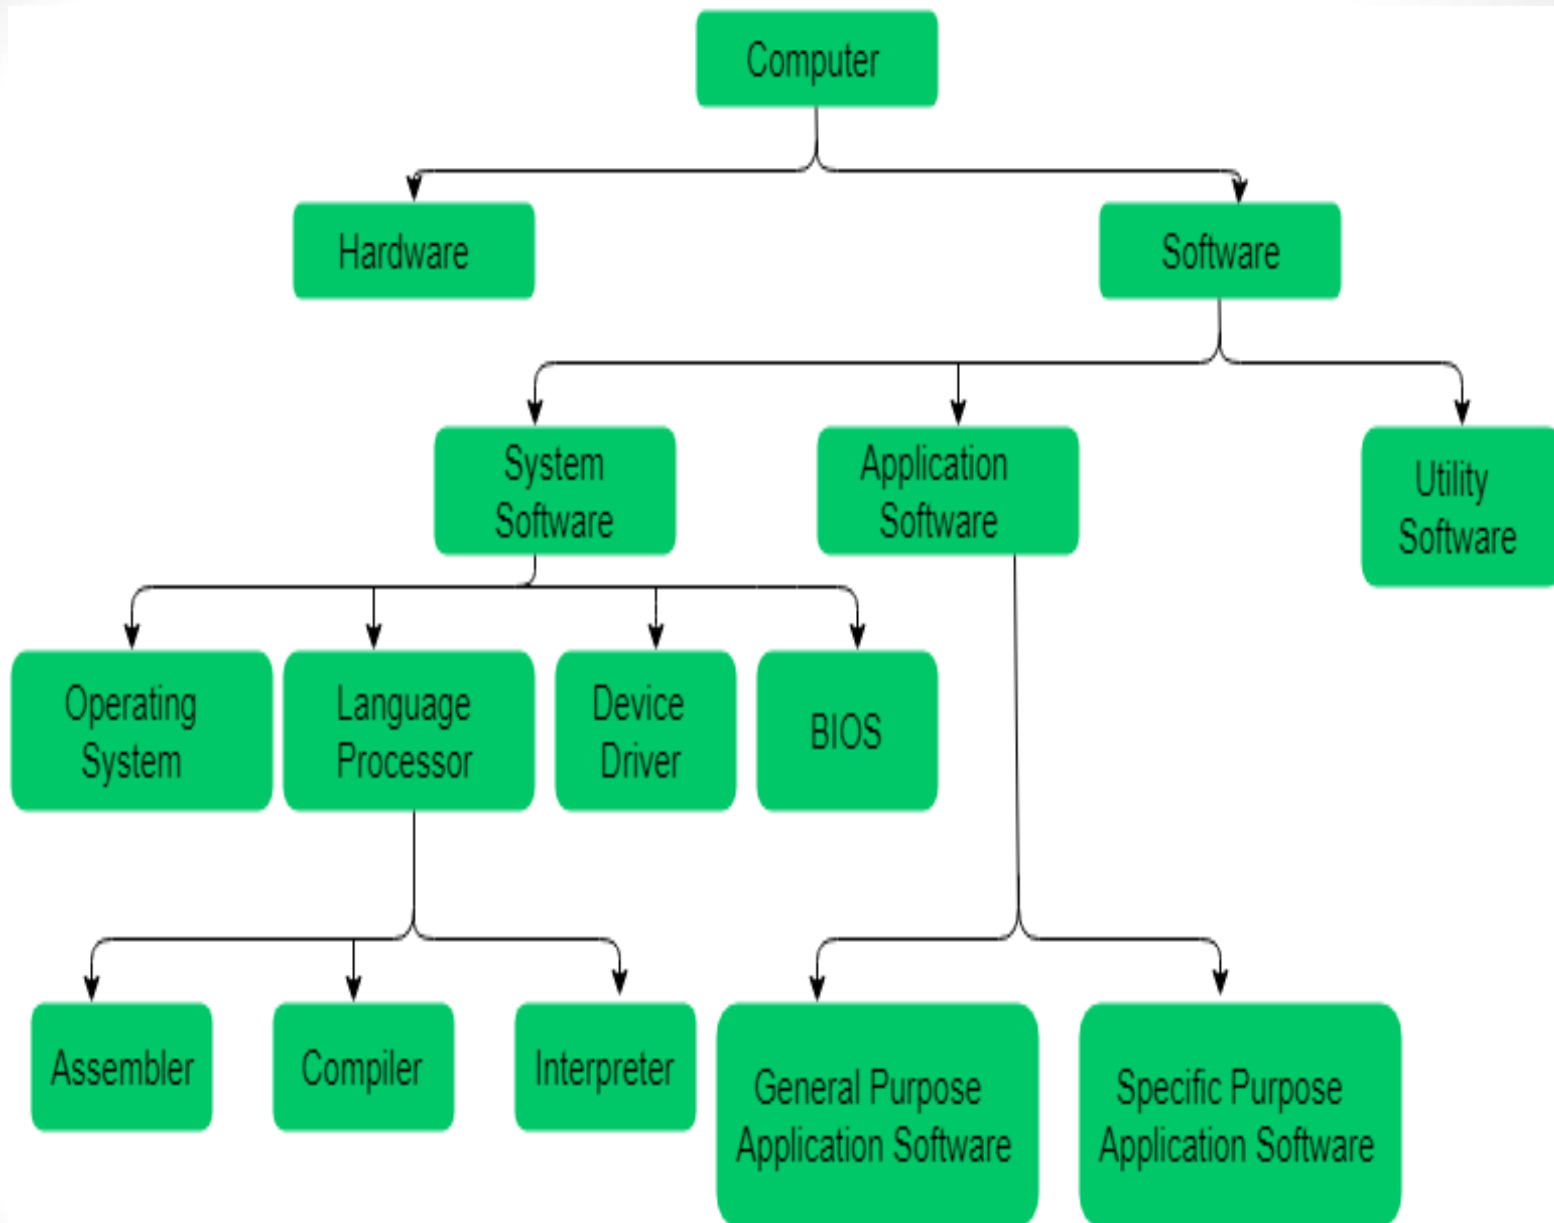 Computer
Hardware
Software
System
Software
Application
Software
Utility
Software
Operating
System
Language
Processor
Device
Driver
BIOS
Assembler
Compiler
Interpreter
General Purpose
Application Software
Specific Purpose
Application Software